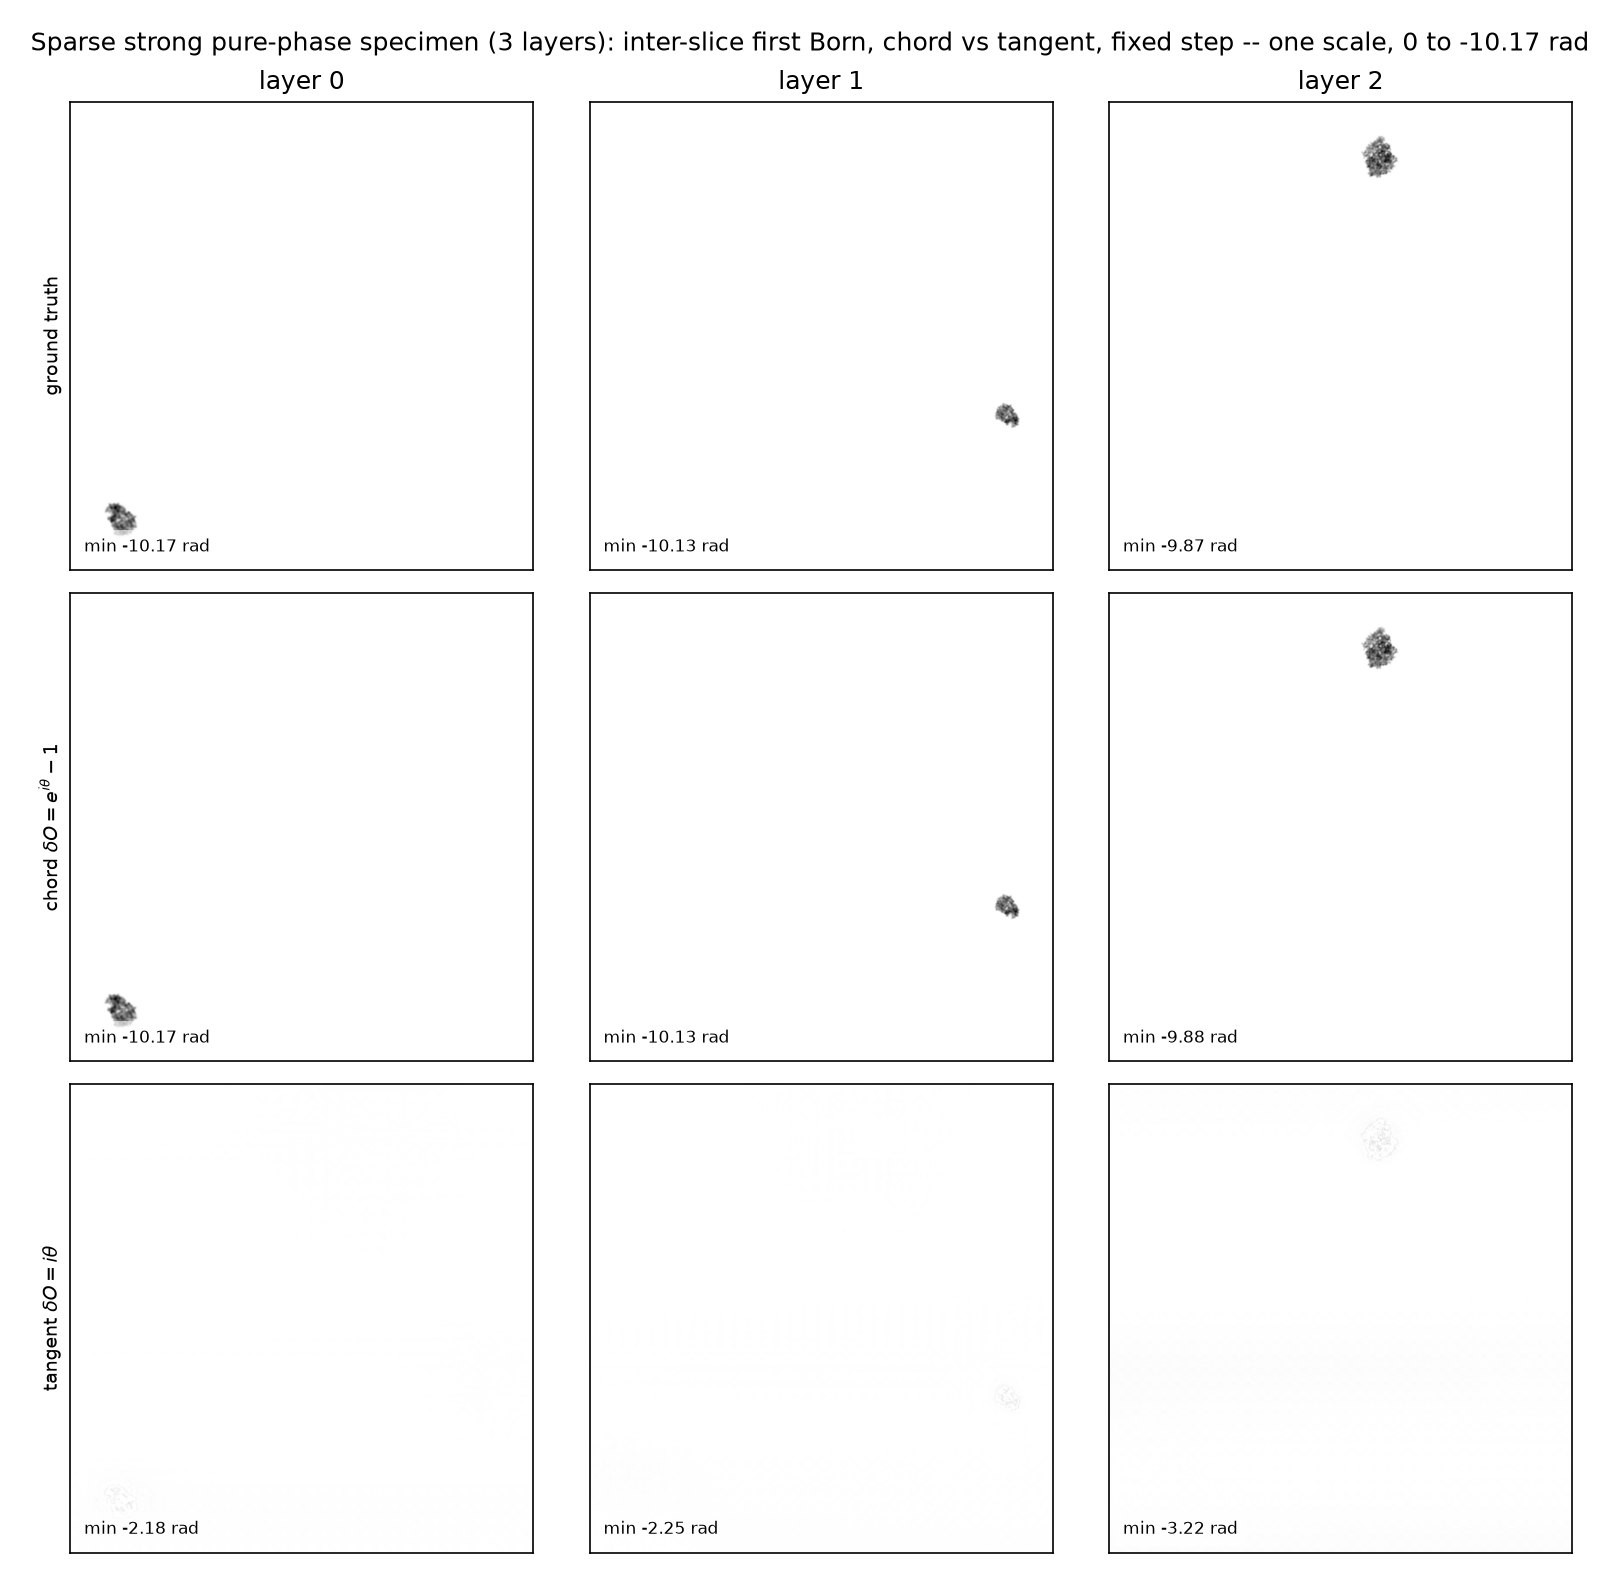 Sparse strong pure-phase specimen (3 layers): inter-slice first Born, chord vs tangent, fixed step -- one scale, 0 to -10.17 rad
layer 0
layer 1
layer 2
ground truth
min -10.17 rad
min -10.13 rad
min -9.87 rad
chord δO = e^{iθ} − 1
min -10.17 rad
min -10.13 rad
min -9.88 rad
tangent δO = iθ
min -2.18 rad
min -2.25 rad
min -3.22 rad